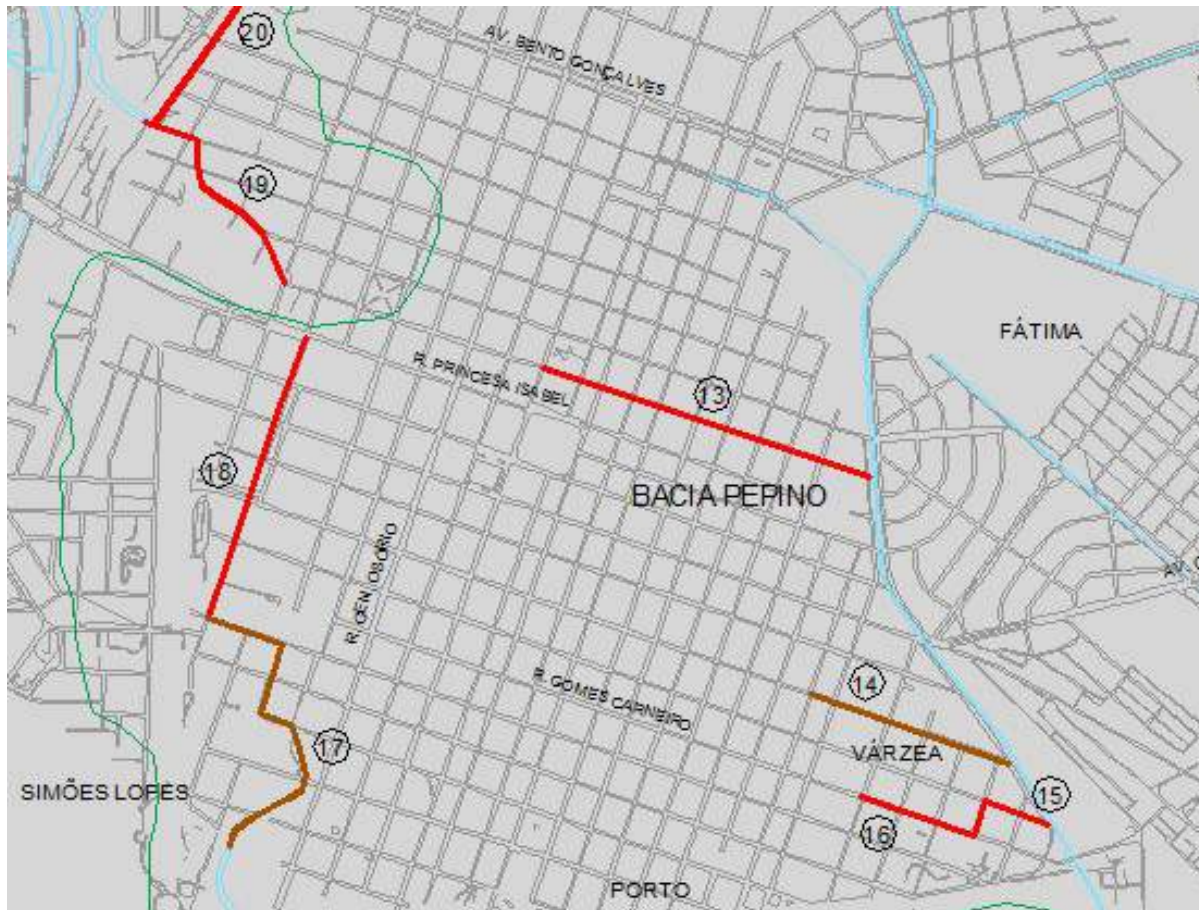 20
AV. BENTO GONÇALVES
19
FÁTIMA
R. PRINCESA ISABEL
13
18
BACIA PEPINO
R. GEN. OSÓRIO
AV.
14
R. GOMES CARNEIRO
17
VÁRZEA
SIMÕES LOPES
15
16
PORTO